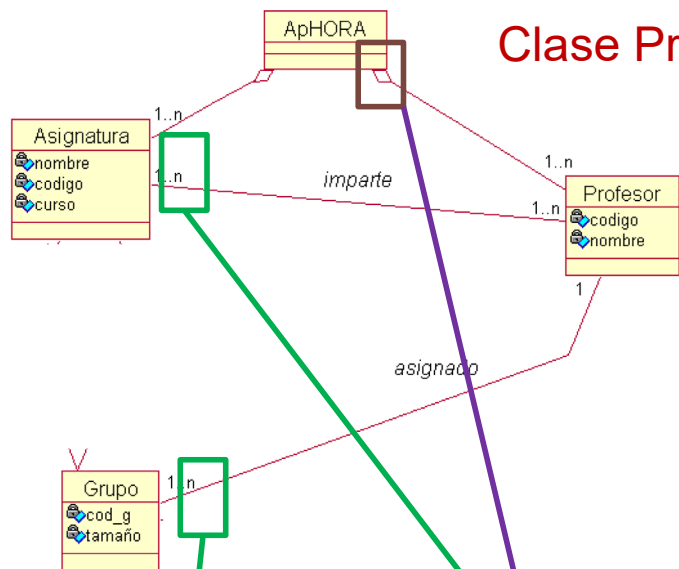 ApHORA
Clase Pr
1..n
Asignatura
nombre
codigo
curso
1..n
imparte
1..n
1..n
Profesor
codigo
nombre
1
asignado
1..n
Grupo
cod_g
tamaño